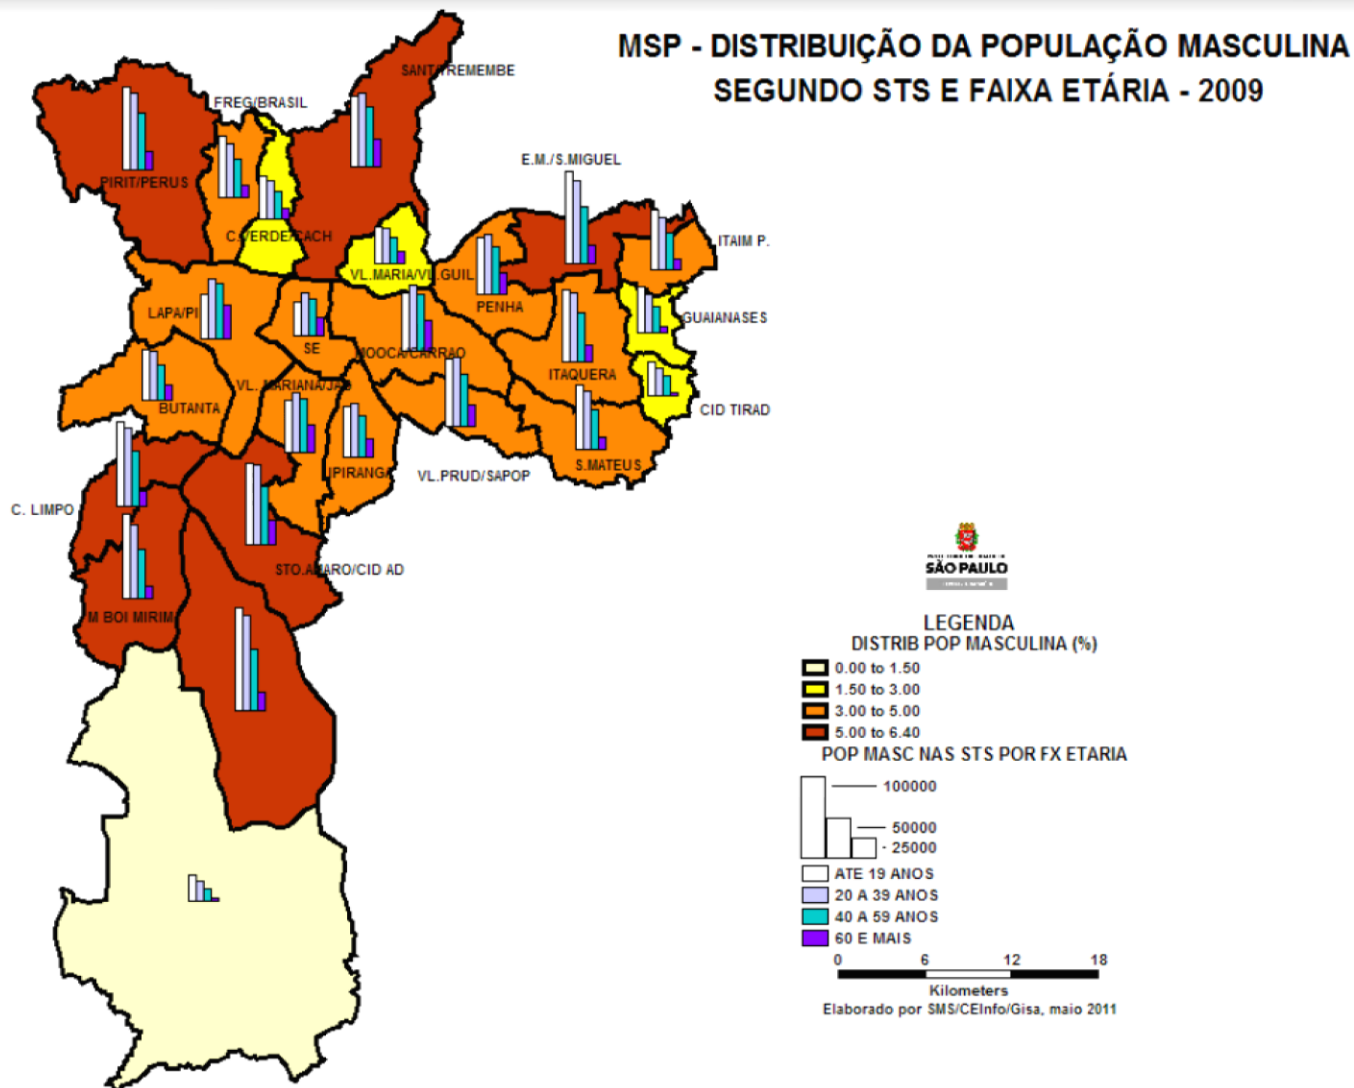 MSP - DISTRIBUIÇÃO DA POPULAÇÃO MASCULINA
SEGUNDO STS E FAIXA ETÁRIA - 2009
SANT/TREMEMBE
FREG/BRASIL
E.M./S.MIGUEL
PIRIT/PERUS
C.VERDE/CACH
ITAIM P.
VL.MARIA/VL.GUIL
PENHA
LAPA/PI
GUAIANASES
SE
MOOCA/CARRAO
ITAQUERA
VL. MARIANA/JAB
BUTANTA
CID TIRAD
IPIRANGA
S.MATEUS
VL.PRUD/SAPOP
C. LIMPO
STO.AMARO/CID AD
M BOI MIRIM
SÃO PAULO
LEGENDA
DISTRIB POP MASCULINA (%)
0.00 to 1.50
1.50 to 3.00
3.00 to 5.00
5.00 to 6.40
POP MASC NAS STS POR FX ETARIA
100000
50000
25000
ATE 19 ANOS
20 A 39 ANOS
40 A 59 ANOS
60 E MAIS
0 6 12 18
Kilometers
Elaborado por SMS/CEInfo/Gisa, maio 2011